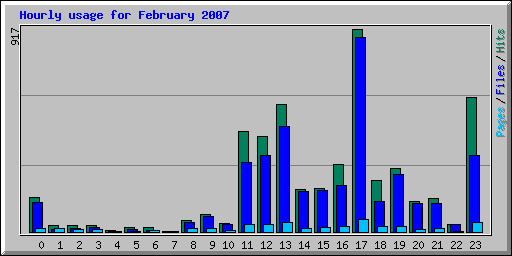 Hourly usage for February 2007
917
Pages/Files/Hits
0 1 2 3 4 5 6 7 8 9 10 11 12 13 14 15 16 17 18 19 20 21 22 23